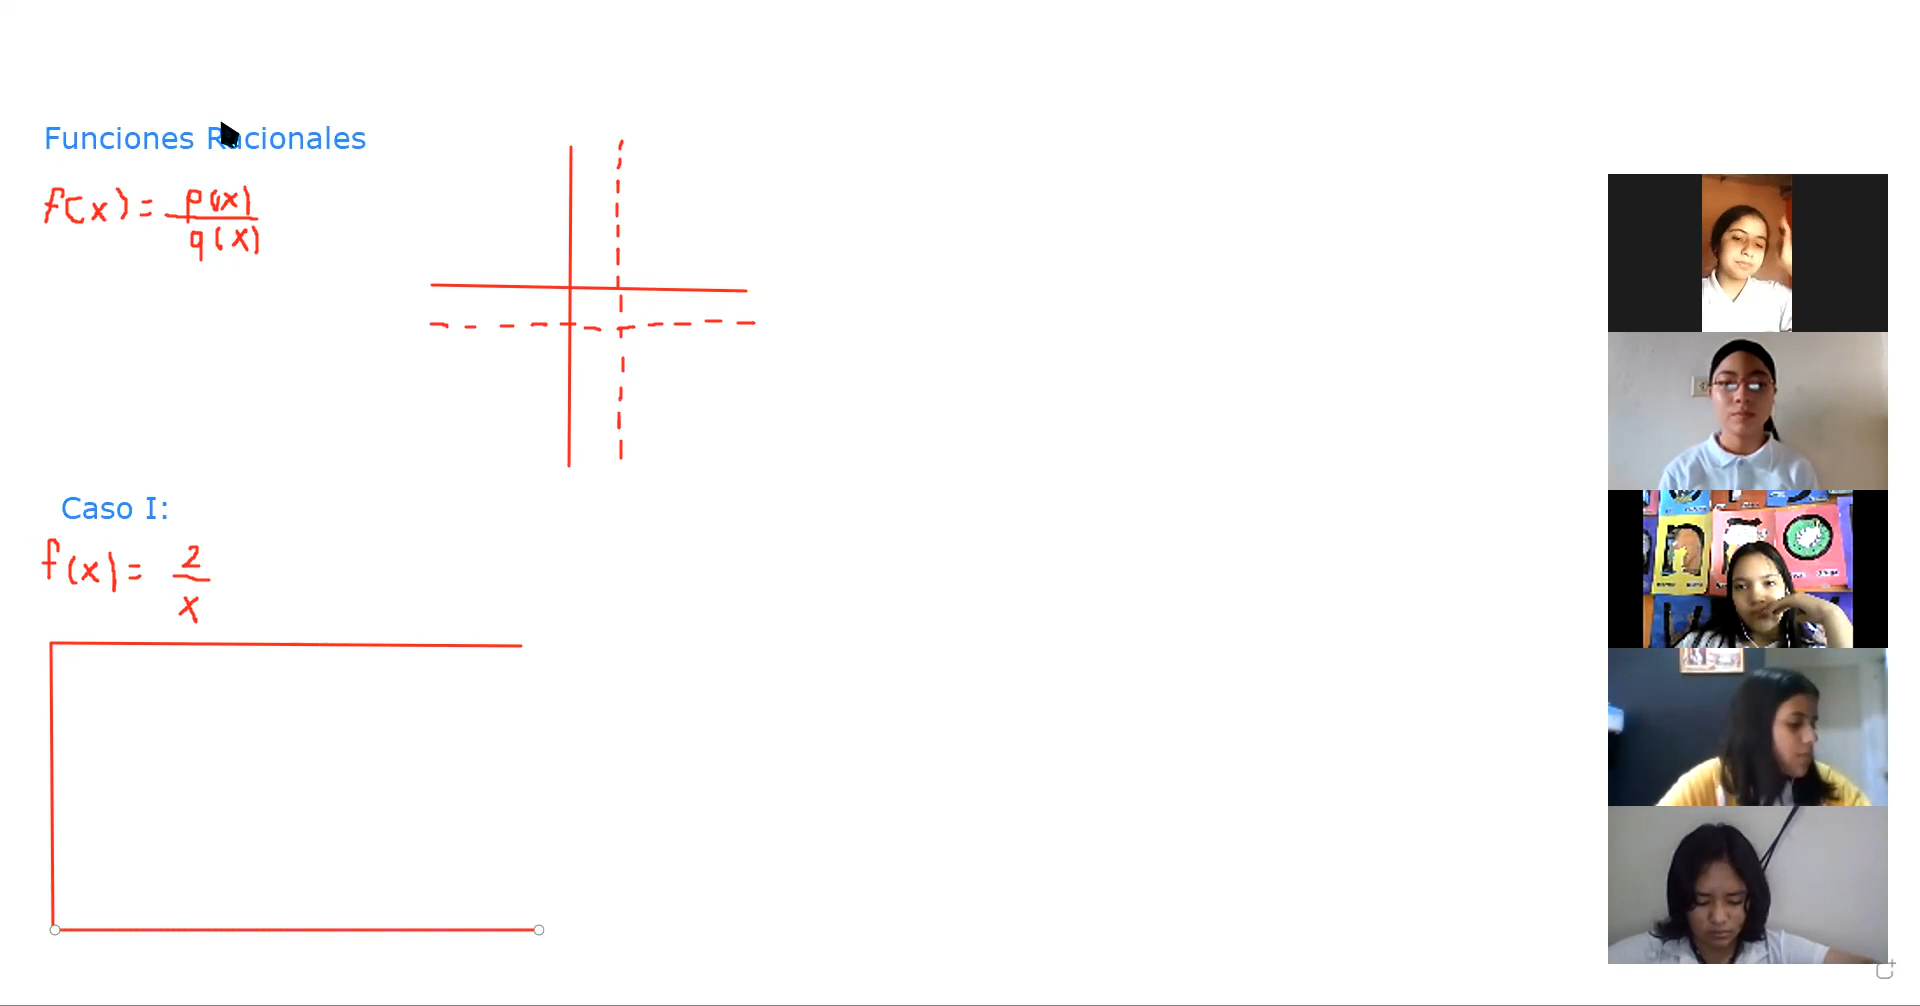 Funciones Racionales
f(x) = p(x)/q(x)
Caso I:
f(x) = 2/x